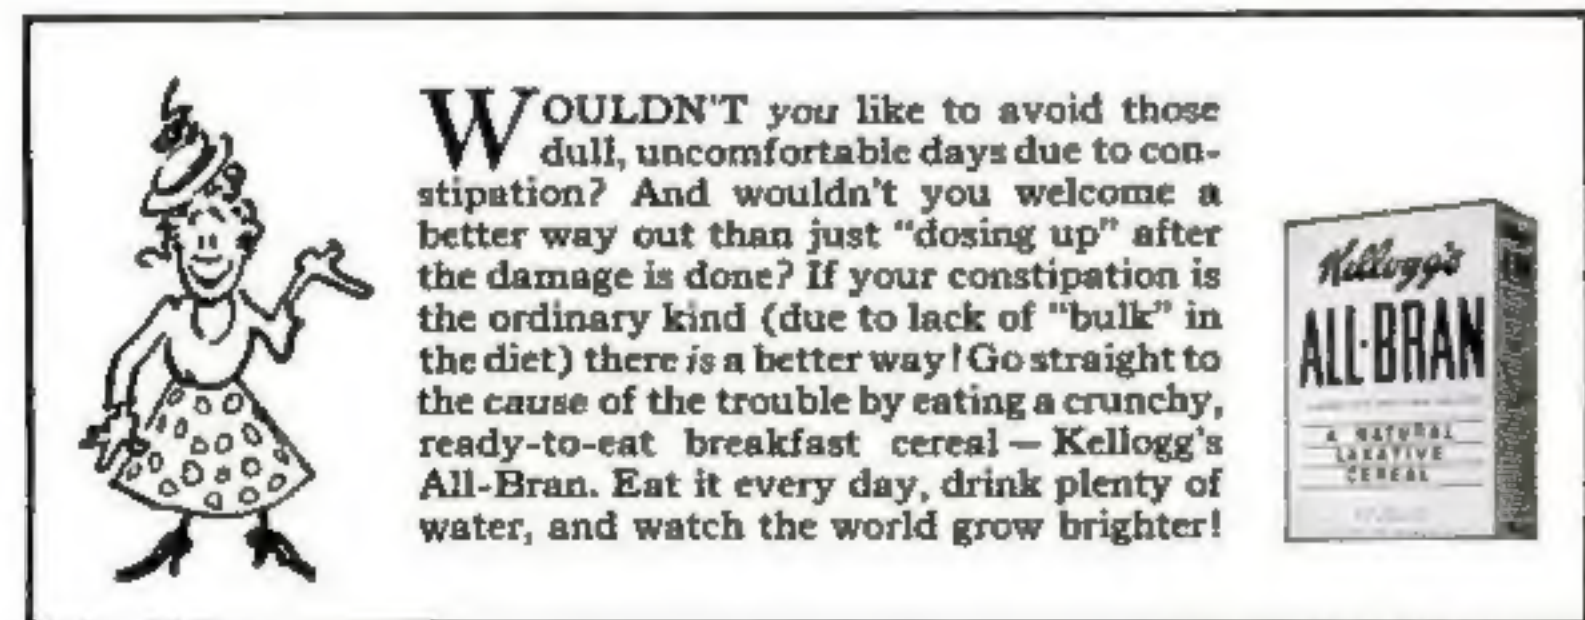 WOULDN'T you like to avoid those
dull, uncomfortable days due to con-
stipation? And wouldn't you welcome a
better way out than just "dosing up" after
the damage is done? If your constipation is
the ordinary kind (due to lack of "bulk" in
the diet) there is a better way! Go straight to
the cause of the trouble by eating a crunchy,
ready-to-eat breakfast cereal — Kellogg's
All-Bran. Eat it every day, drink plenty of
water, and watch the world grow brighter!
Kellogg's
ALL-BRAN
A NATURAL
LAXATIVE
CEREAL